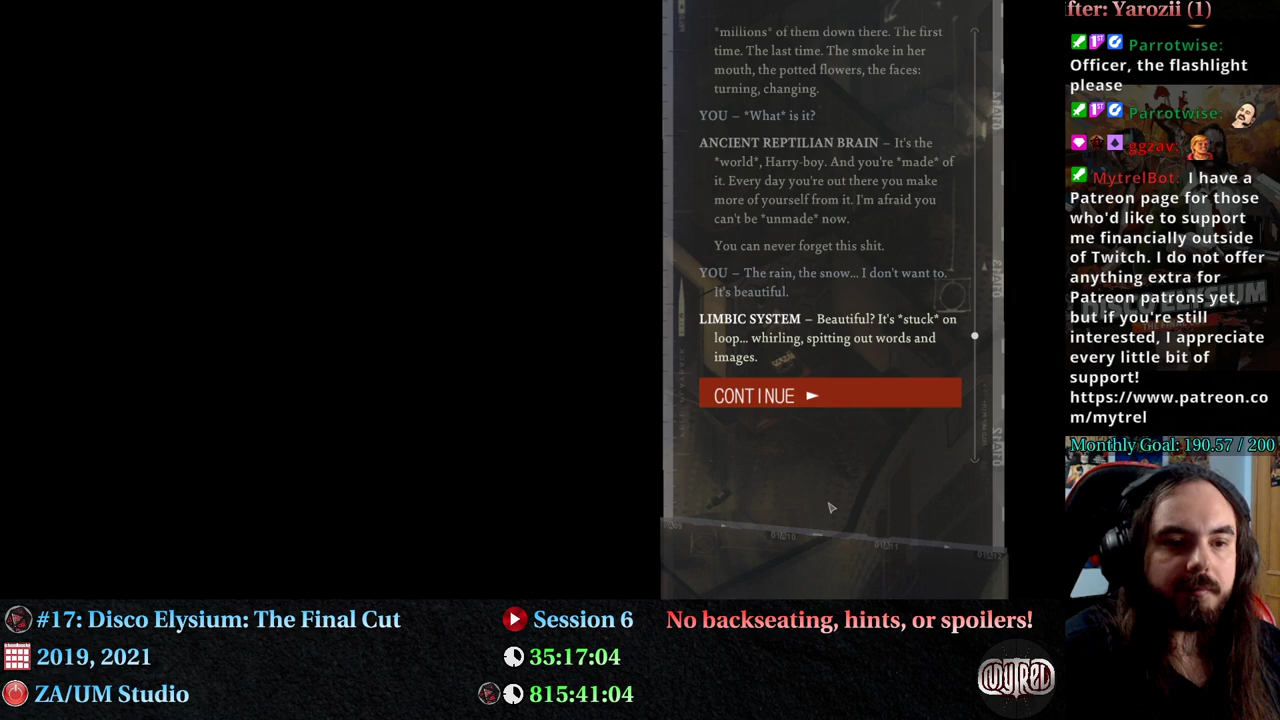 *millions* of them down there. The first
time. The last time. The smoke in her
mouth, the potted flowers, the faces:
turning, changing.
YOU – *What* is it?
ANCIENT REPTILIAN BRAIN – It's the
*world*, Harry-boy. And you're *made* of
it. Every day you're out there you make
more of yourself from it. I'm afraid you
can't be *unmade* now.
You can never forget this shit.
YOU – The rain, the snow... I don't want to.
It's beautiful.
LIMBIC SYSTEM – Beautiful? It's *stuck* on
loop... whirling, spitting out words and
images.
CONTINUE
fter: Yarozii (1)
Parrotwise:
Officer, the flashlight
please
Parrotwise:
ggzav:
MytrelBot: I have a
Patreon page for those
who'd like to support
me financially outside
of Twitch. I do not offer
anything extra for
Patreon patrons yet,
but if you're still
interested, I appreciate
every little bit of
support!
https://www.patreon.co
m/mytrel
Monthly Goal: 190.57 / 200
#17: Disco Elysium: The Final Cut
2019, 2021
ZA/UM Studio
Session 6
35:17:04
815:41:04
No backseating, hints, or spoilers!
MYTREL